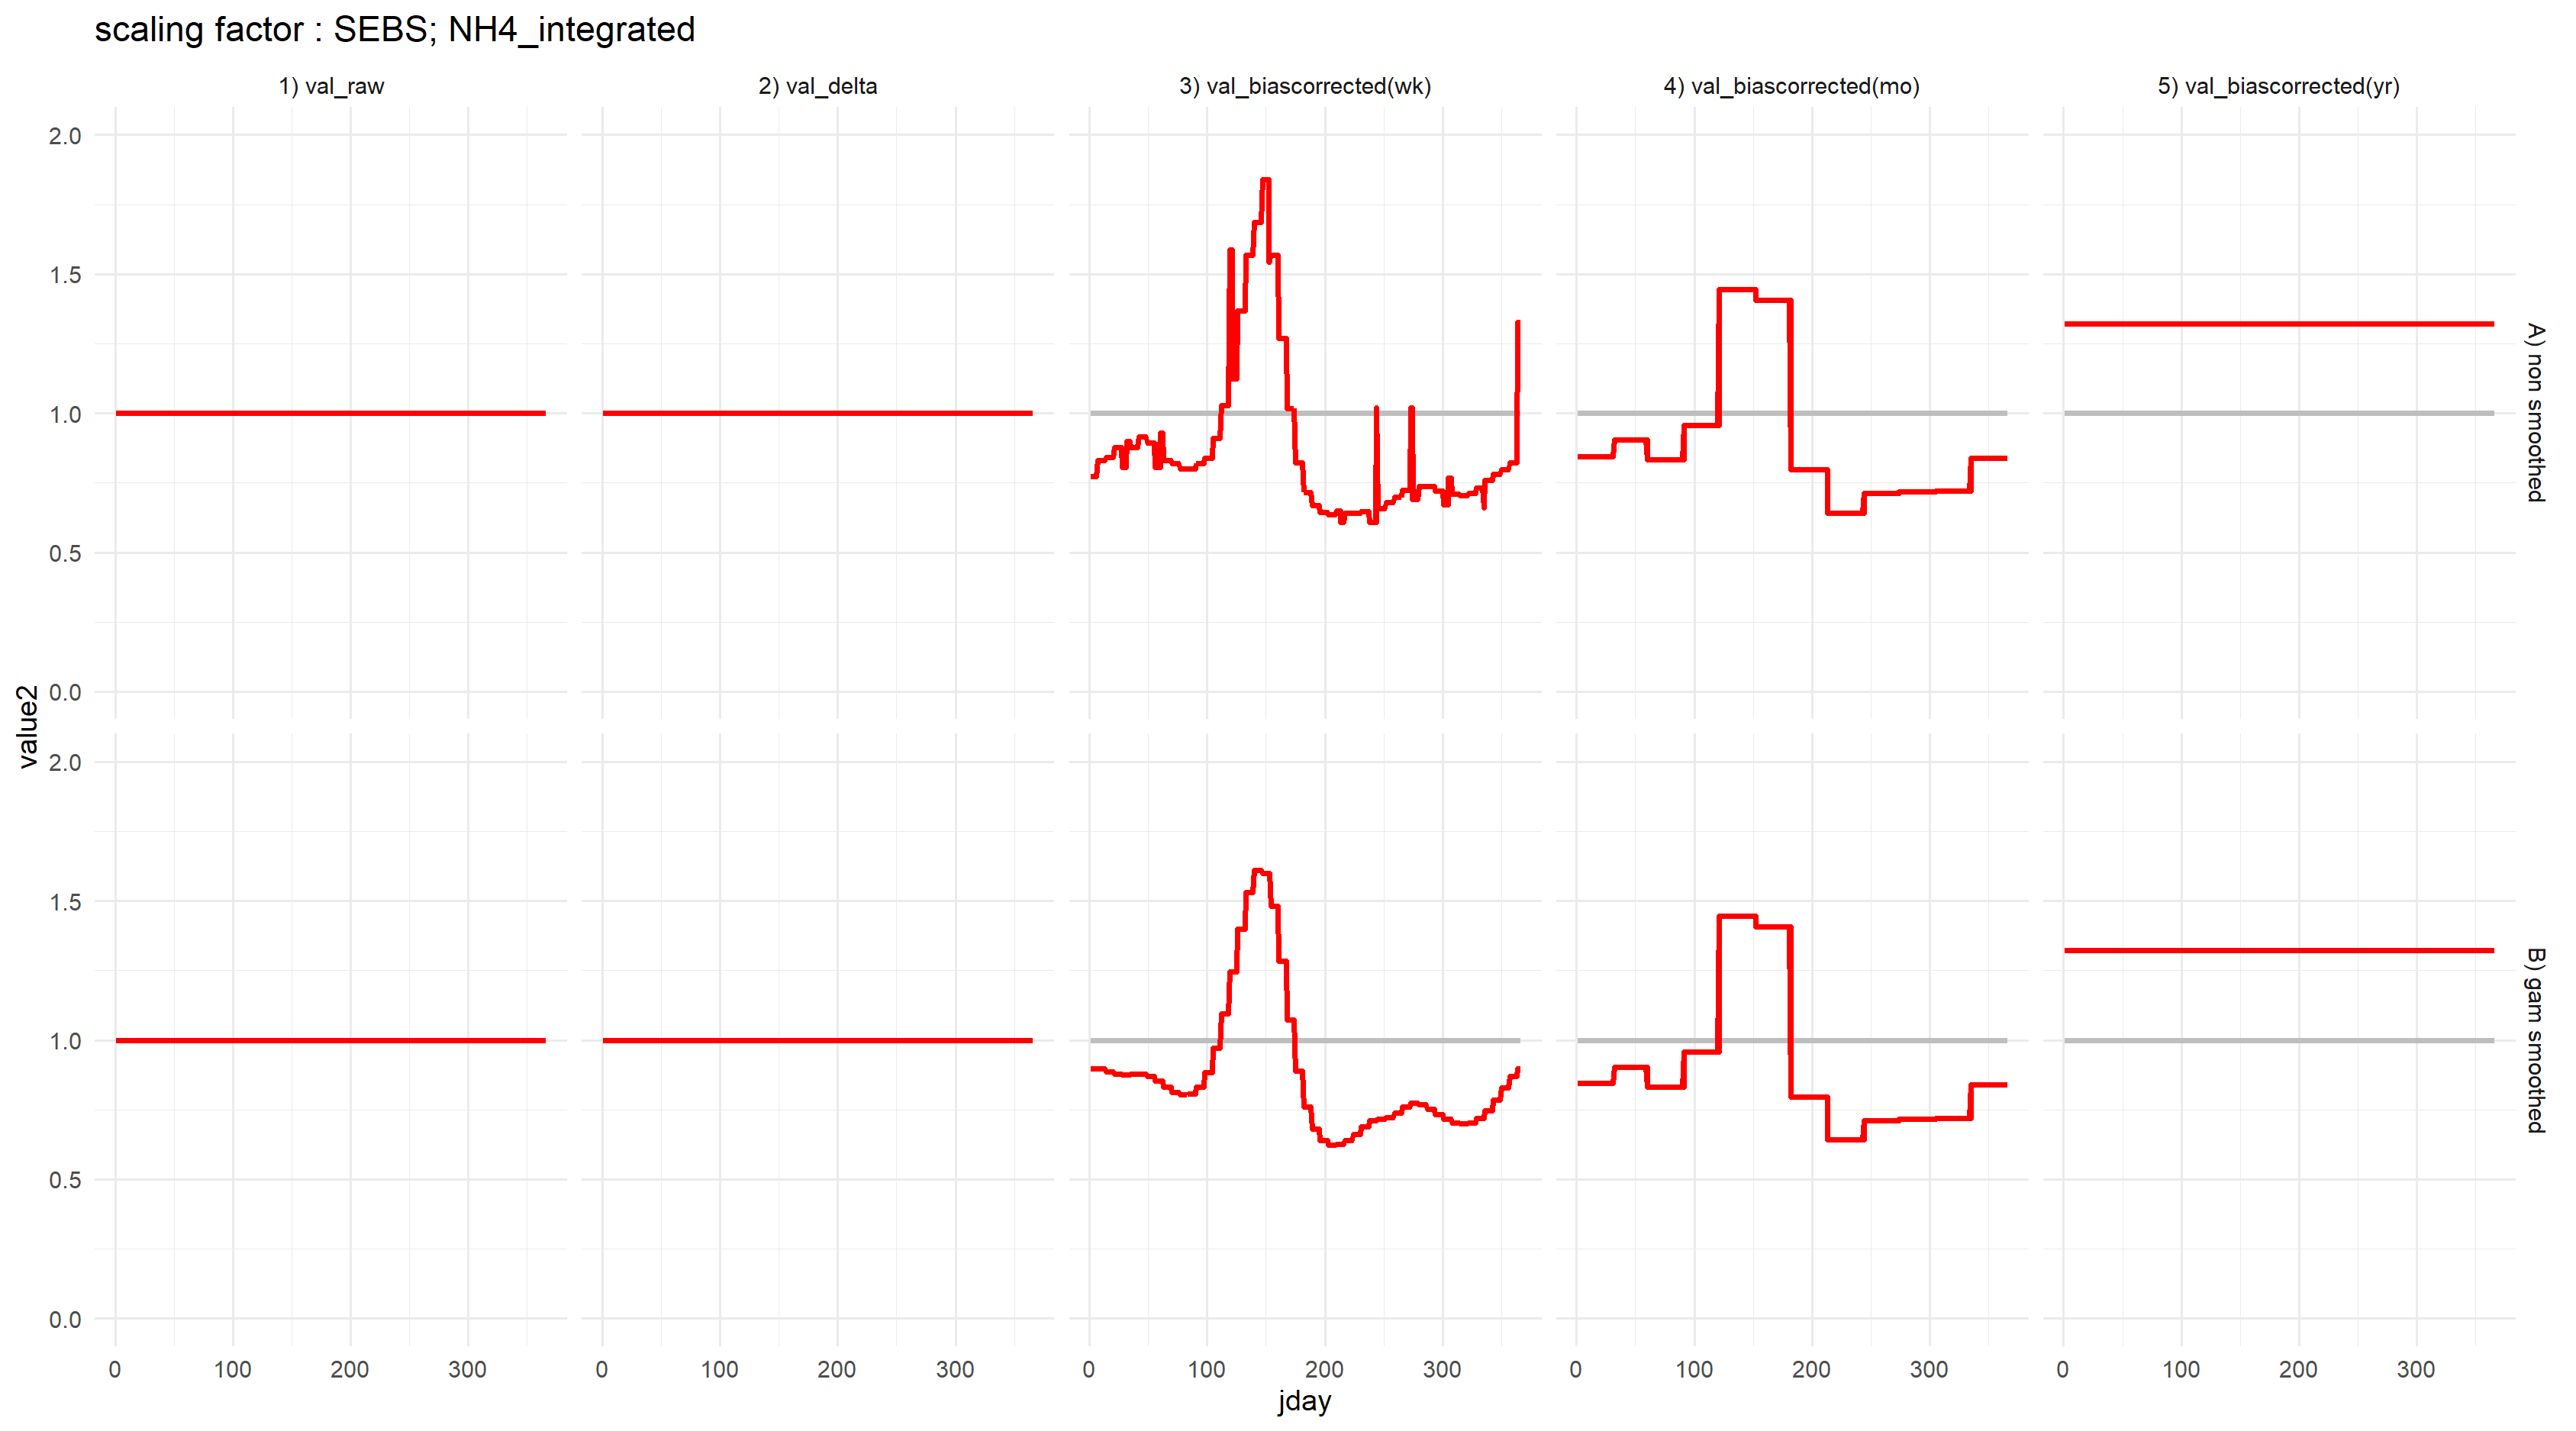 scaling factor : SEBS; NH4_integrated
1) val_raw
2) val_delta
3) val_biascorrected(wk)
4) val_biascorrected(mo)
5) val_biascorrected(yr)
2.0
1.5
1.0
0.5
0.0
A) non smoothed
value2
2.0
1.5
1.0
0.5
0.0
B) gam smoothed
0 100 200 300
0 100 200 300
0 100 200 300
0 100 200 300
0 100 200 300
jday